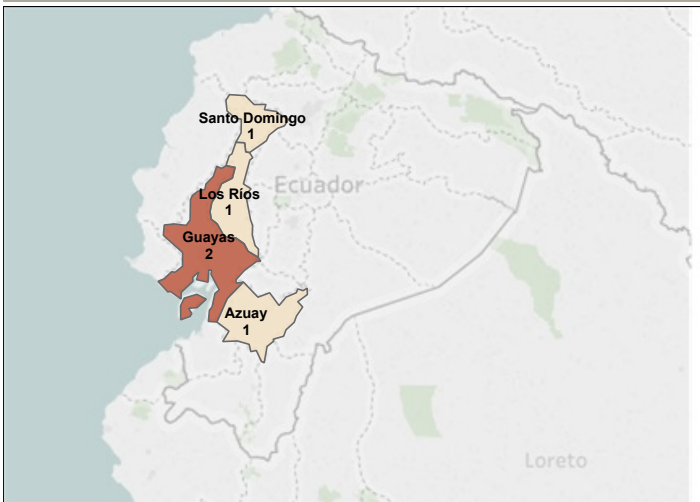 Santo Domingo
1
Ecuador
Los Ríos
1
Guayas
2
Azuay
1
Loreto